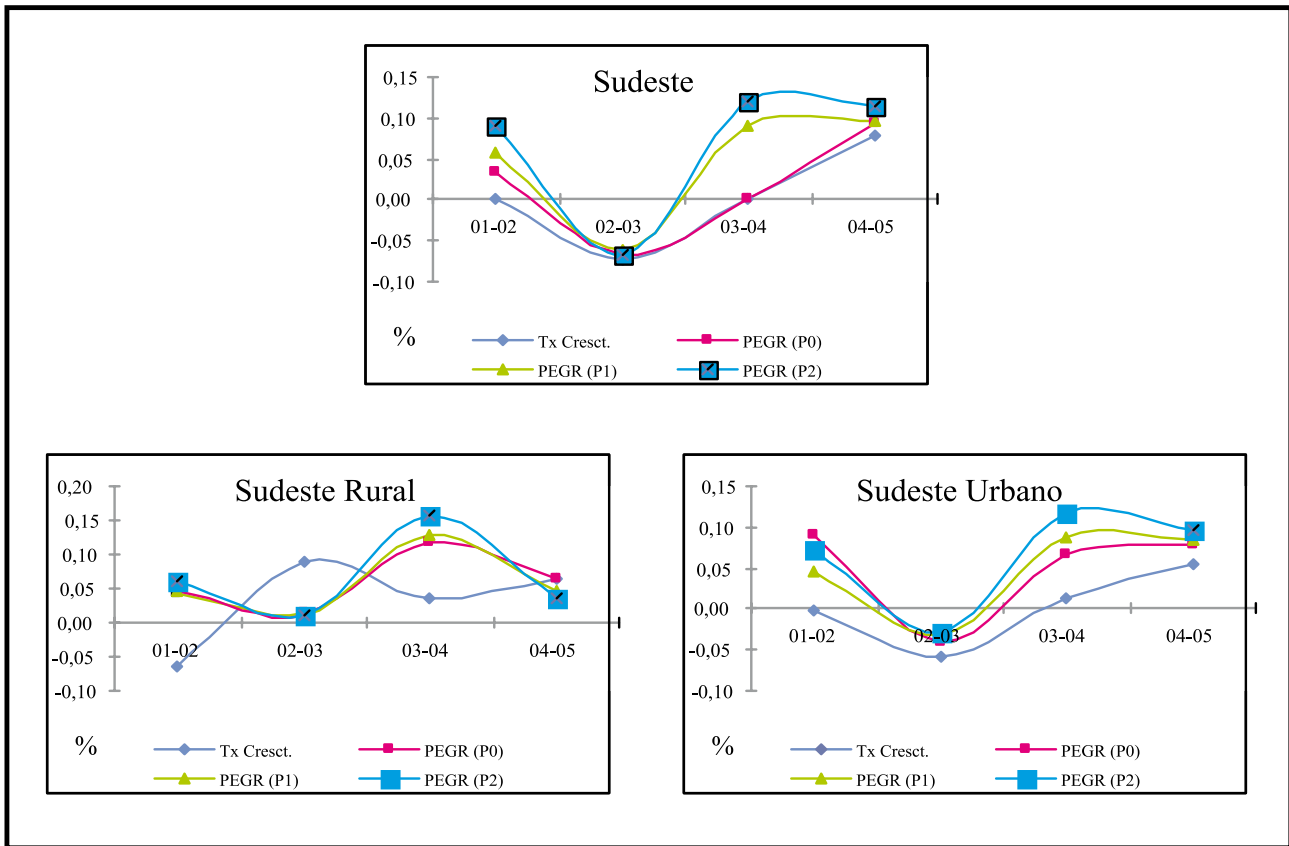 Sudeste
0,15
0,10
0,05
0,00
-0,05
-0,10
01-02 02-03 03-04 04-05
%
Tx Cresct. PEGR (P0)
PEGR (P1) PEGR (P2)
Sudeste Rural
0,20
0,15
0,10
0,05
0,00
-0,05
-0,10
01-02 02-03 03-04 04-05
%
Tx Cresct. PEGR (P0)
PEGR (P1) PEGR (P2)
Sudeste Urbano
0,15
0,10
0,05
0,00
-0,05
-0,10
01-02 02-03 03-04 04-05
%
Tx Cresct. PEGR (P0)
PEGR (P1) PEGR (P2)